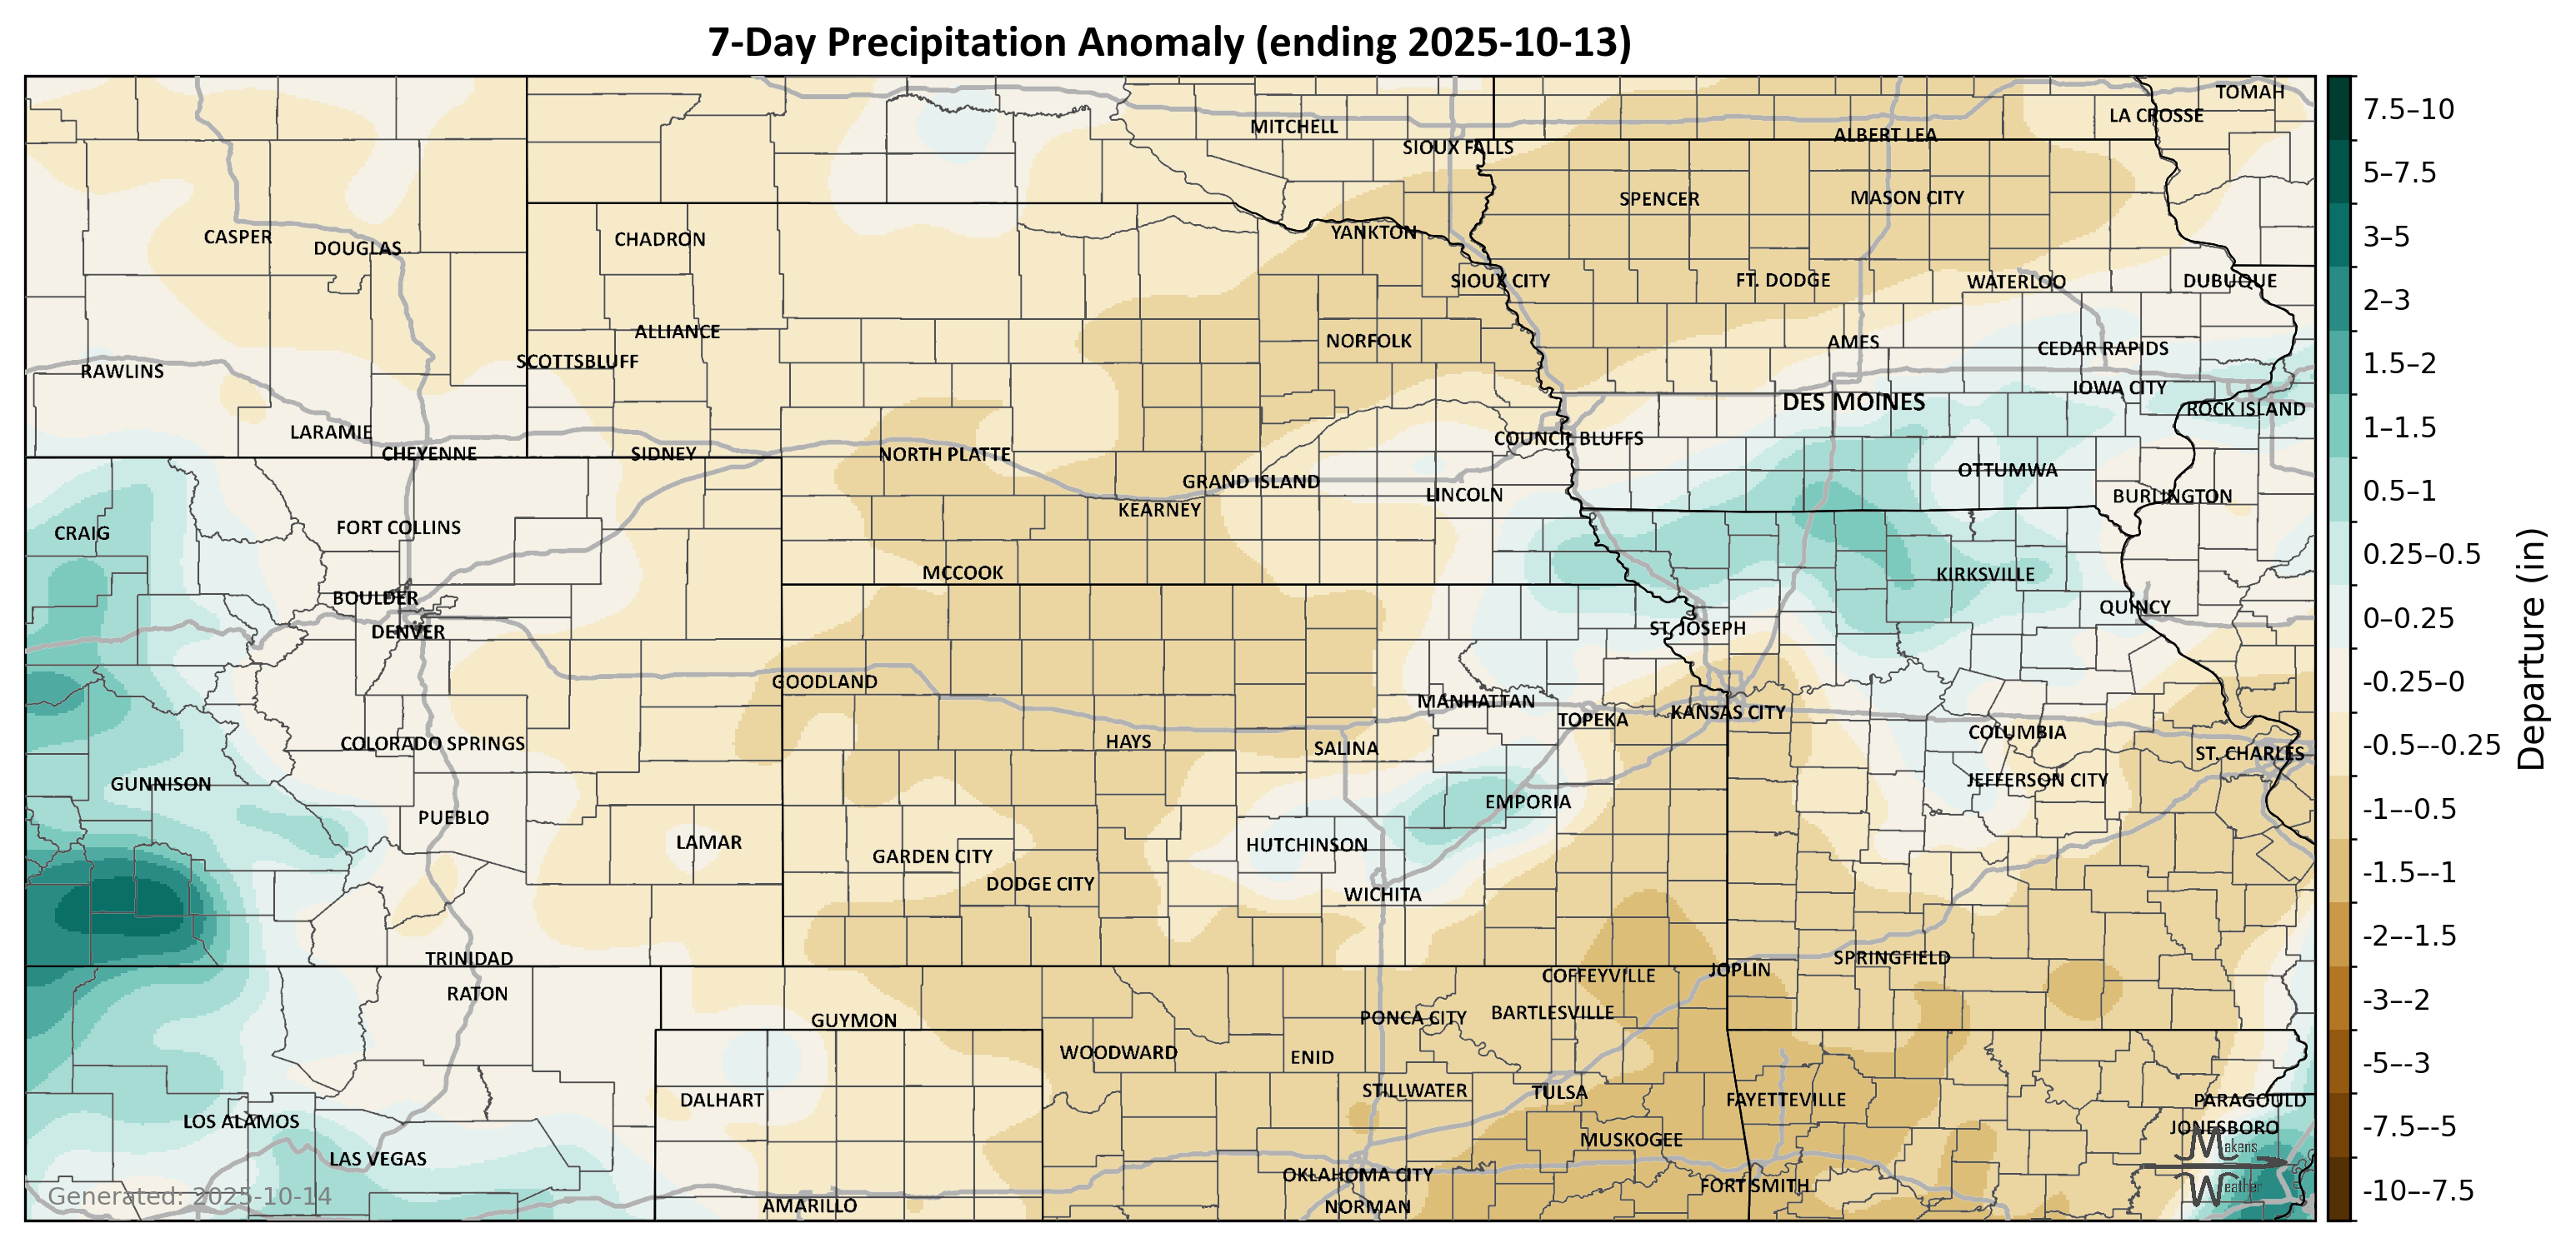 7-Day Precipitation Anomaly (ending 2025-10-13)
TOMAH
LA CROSSE
MITCHELL
ALBERT LEA
SIOUX FALLS
SPENCER
MASON CITY
CASPER
DOUGLAS
CHADRON
YANKTON
SIOUX CITY
FT. DODGE
WATERLOO
DUBUQUE
ALLIANCE
NORFOLK
AMES
CEDAR RAPIDS
SCOTTSBLUFF
RAWLINS
IOWA CITY
DES MOINES
ROCK ISLAND
LARAMIE
COUNCIL BLUFFS
CHEYENNE
SIDNEY
NORTH PLATTE
OTTUMWA
GRAND ISLAND
LINCOLN
BURLINGTON
KEARNEY
CRAIG
FORT COLLINS
MCCOOK
KIRKSVILLE
BOULDER
QUINCY
DENVER
ST. JOSEPH
GOODLAND
MANHATTAN
KANSAS CITY
TOPEKA
COLUMBIA
COLORADO SPRINGS
HAYS
SALINA
ST. CHARLES
GUNNISON
JEFFERSON CITY
EMPORIA
PUEBLO
LAMAR
HUTCHINSON
GARDEN CITY
DODGE CITY
WICHITA
TRINIDAD
SPRINGFIELD
JOPLIN
COFFEYVILLE
RATON
BARTLESVILLE
GUYMON
PONCA CITY
WOODWARD
ENID
STILLWATER
TULSA
DALHART
FAYETTEVILLE
PARAGOULD
LOS ALAMOS
JONESBORO
MUSKOGEE
LAS VEGAS
OKLAHOMA CITY
FORT SMITH
AMARILLO
NORMAN
Generated: 2025-10-14
Makens
Weather
7.5–10
5–7.5
3–5
2–3
1.5–2
1–1.5
0.5–1
0.25–0.5
0–0.25
-0.25–0
-0.5–-0.25
-1–-0.5
-1.5–-1
-2–-1.5
-3–-2
-5–-3
-7.5–-5
-10–-7.5
Departure (in)